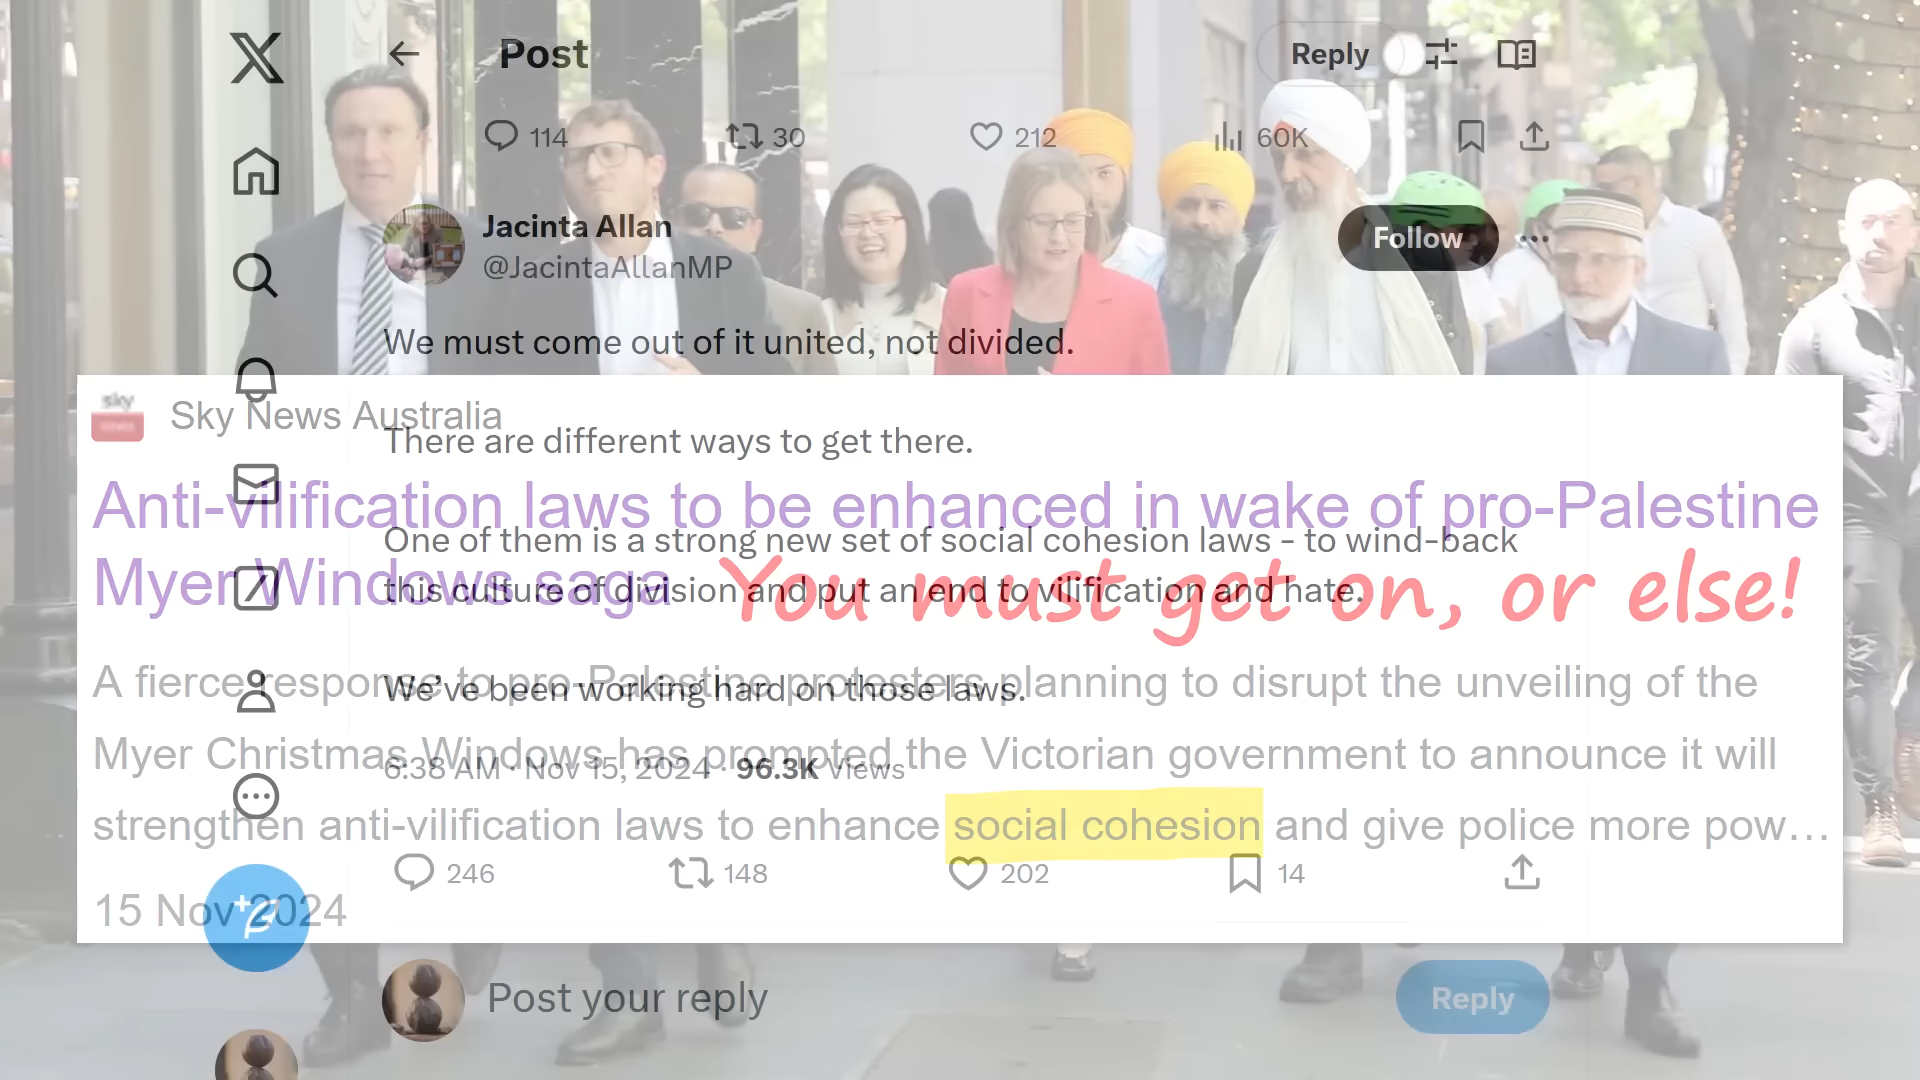 Post
Reply
114
30
212
60K
Jacinta Allan
@JacintaAllanMP
Follow
We must come out of it united, not divided.
sky news
Sky News Australia
There are different ways to get there.
Anti-vilification laws to be enhanced in wake of pro-Palestine
Myer Windows saga
One of them is a strong new set of social cohesion laws - to wind-back
this culture of division and put an end to vilification and hate.
You must get on, or else!
A fierce response to pro-Palestine protesters planning to disrupt the unveiling of the
We've been working hard on those laws.
Myer Christmas Windows has prompted the Victorian government to announce it will
6:38 AM · Nov 15, 2024 · 96.3K Views
strengthen anti-vilification laws to enhance social cohesion and give police more pow...
246
148
202
14
15 Nov 2024
Post your reply
Reply